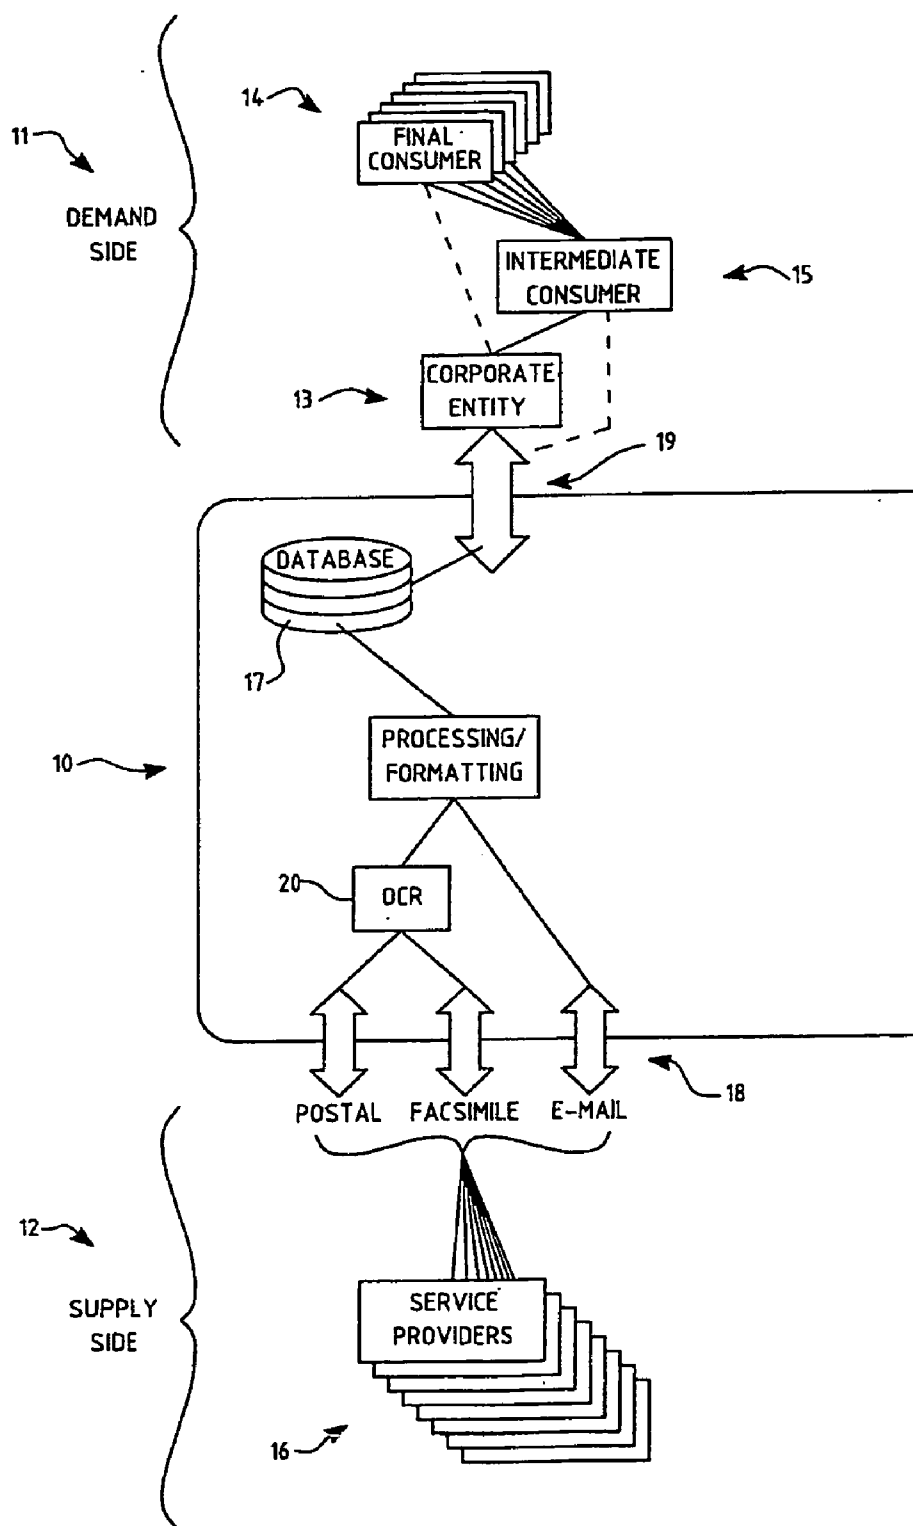 14
FINAL
CONSUMER
11
DEMAND
SIDE
INTERMEDIATE
CONSUMER
15
13
CORPORATE
ENTITY
19
DATABASE
17
PROCESSING/
FORMATTING
10
20
OCR
18
POSTAL FACSIMILE E-MAIL
12
SUPPLY
SIDE
SERVICE
PROVIDERS
16